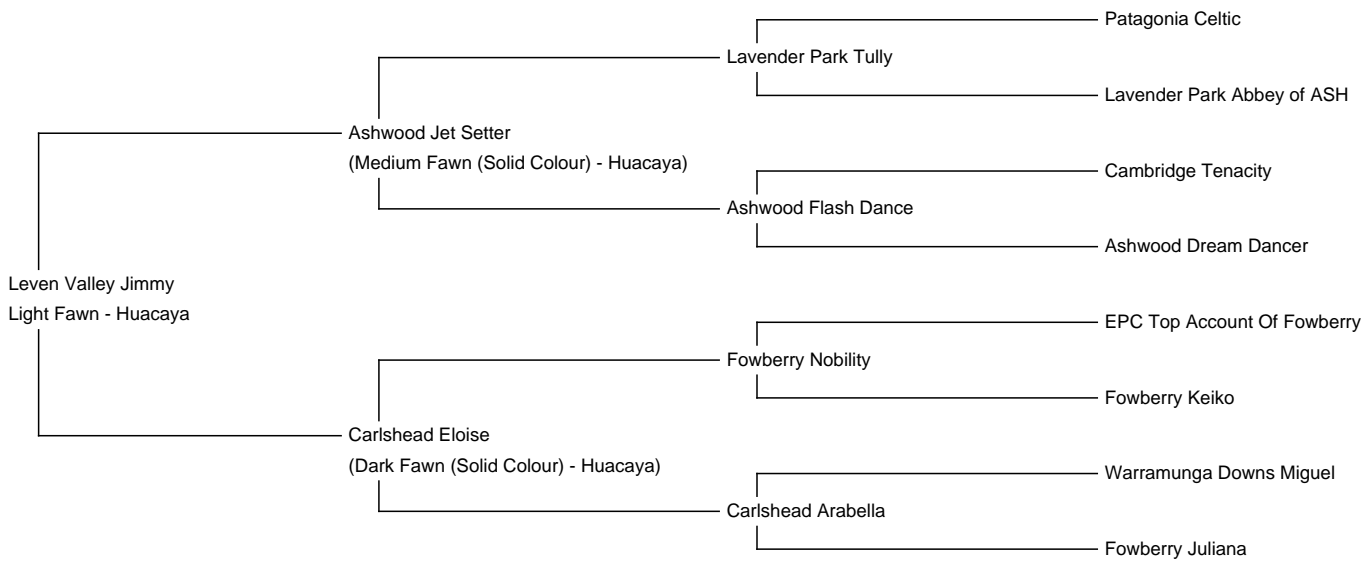 Patagonia Celtic
Lavender Park Tully
Lavender Park Abbey of ASH
Ashwood Jet Setter
(Medium Fawn (Solid Colour) - Huacaya)
Cambridge Tenacity
Ashwood Flash Dance
Ashwood Dream Dancer
Leven Valley Jimmy
Light Fawn - Huacaya
EPC Top Account Of Fowberry
Fowberry Nobility
Fowberry Keiko
Carlshead Eloise
(Dark Fawn (Solid Colour) - Huacaya)
Warramunga Downs Miguel
Carlshead Arabella
Fowberry Juliana